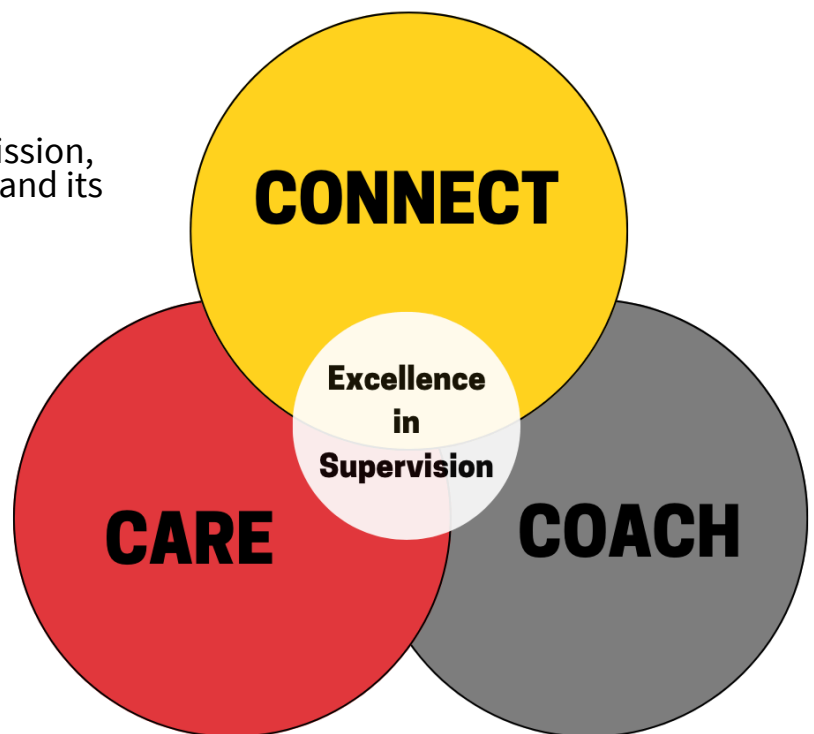 ission,
and its
CONNECT
Excellence
in
Supervision
CARE
COACH